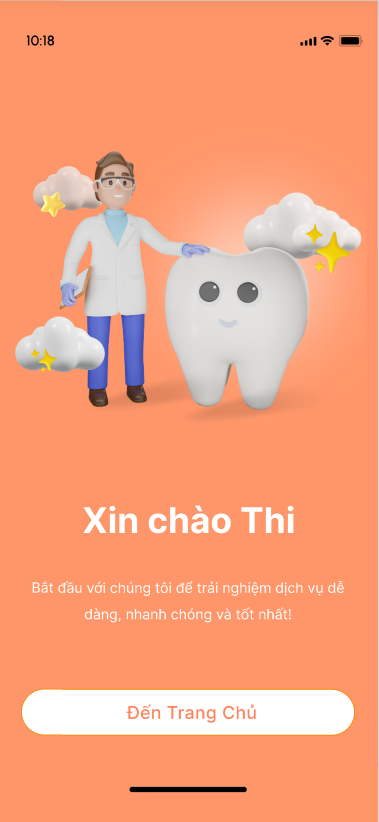 10:18
Xin chào Thi
Bắt đầu với chúng tôi để trải nghiệm dịch vụ dễ
dàng, nhanh chóng và tốt nhất!
Đến Trang Chủ